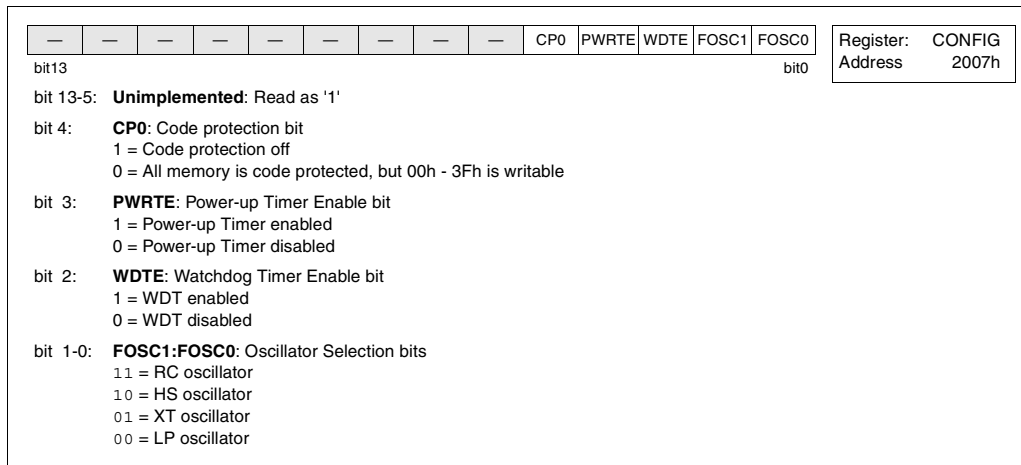 — — — — — — — — — CP0 PWRTE WDTE FOSC1 FOSC0
bit13 bit0
Register: CONFIG
Address 2007h
bit 13-5: Unimplemented: Read as '1'
bit 4: CP0: Code protection bit
1 = Code protection off
0 = All memory is code protected, but 00h - 3Fh is writable
bit 3: PWRTE: Power-up Timer Enable bit
1 = Power-up Timer enabled
0 = Power-up Timer disabled
bit 2: WDTE: Watchdog Timer Enable bit
1 = WDT enabled
0 = WDT disabled
bit 1-0: FOSC1:FOSC0: Oscillator Selection bits
11 = RC oscillator
10 = HS oscillator
01 = XT oscillator
00 = LP oscillator